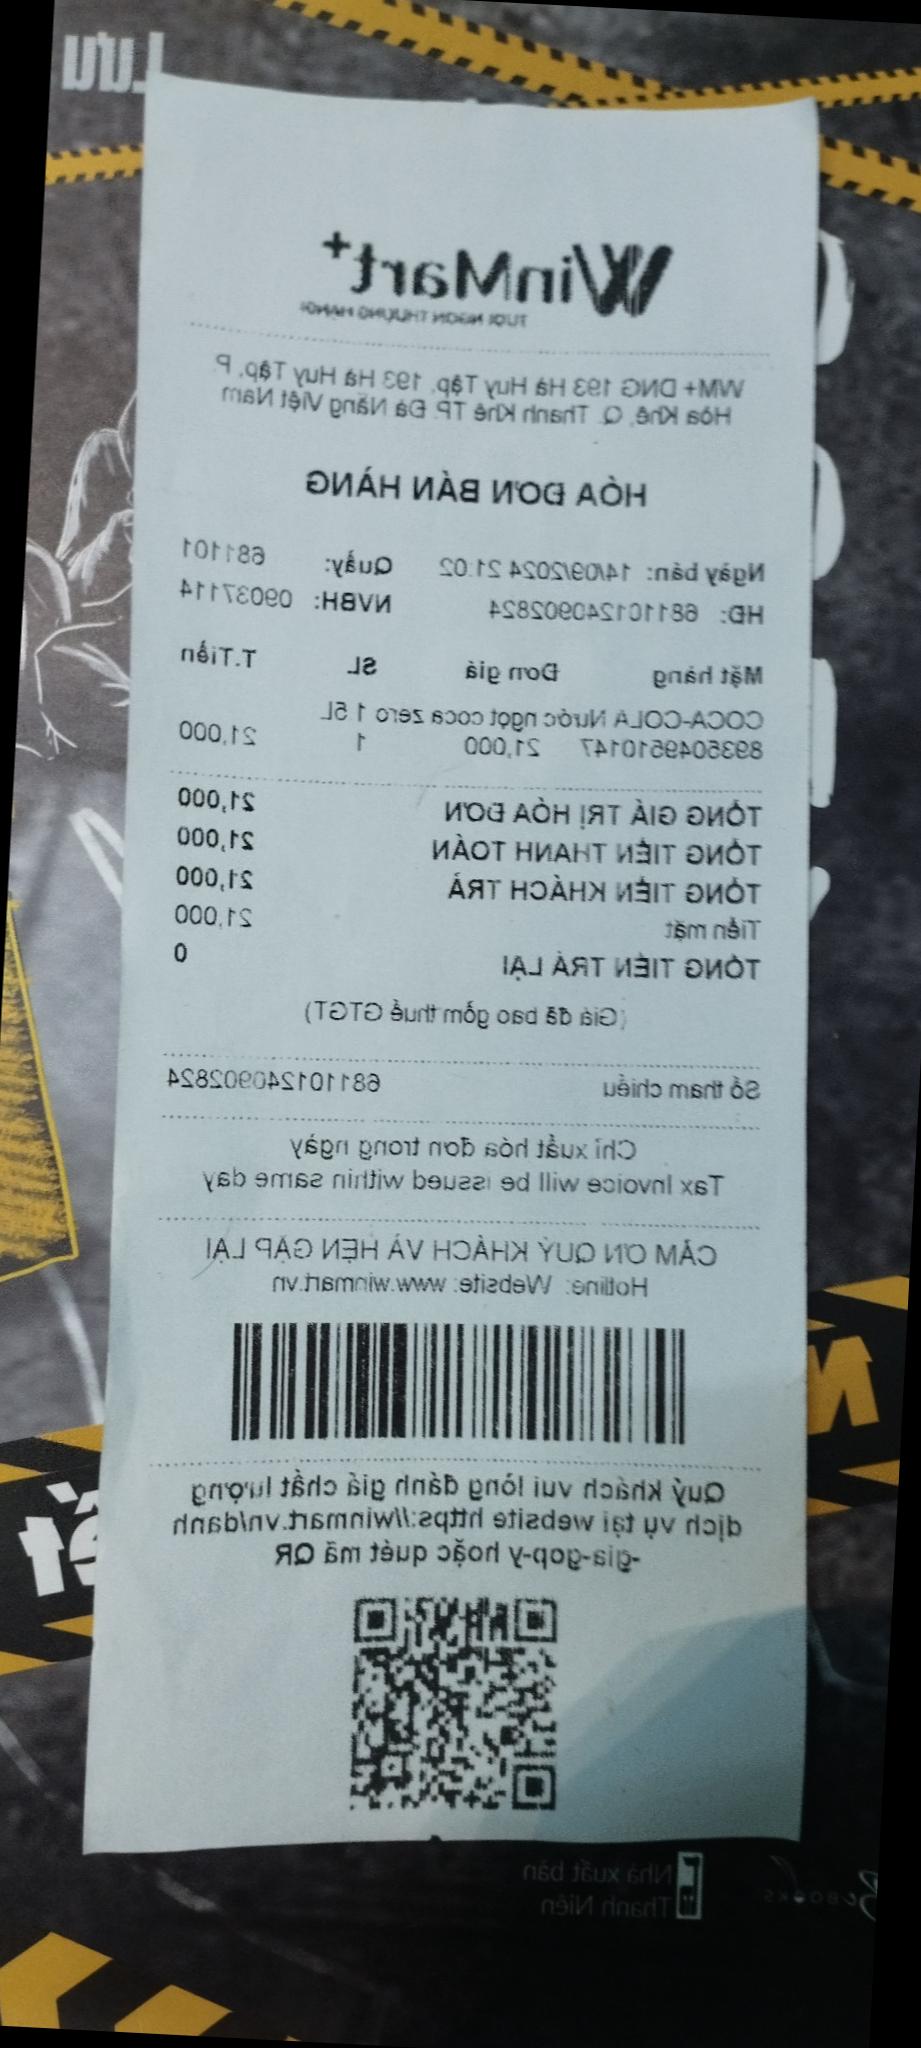 Lưu
WinMart+
TƯƠI NGON THƯỢNG HẠNG!
WM+ DNG 193 Hà Huy Tập, 193 Hà Huy Tập, P.
Hòa Khê, Q. Thanh Khê TP. Đà Nẵng Việt Nam
HÓA ĐƠN BÁN HÀNG
Ngày bán: 14/09/2024 21:02 Quầy: 681101
HĐ: 681101240902824 NVBH: 09037114
Mặt hàng Đơn giá SL T.Tiền
COCA-COLA Nước ngọt coca zero 1.5L
8935049510147 21,000 1 21,000
TỔNG GIÁ TRỊ HÓA ĐƠN 21,000
TỔNG TIỀN THANH TOÁN 21,000
TỔNG TIỀN KHÁCH TRẢ 21,000
Tiền mặt 21,000
TỔNG TIỀN TRẢ LẠI 0
(Giá đã bao gồm thuế GTGT)
Số tham chiếu 681101240902824
Chỉ xuất hóa đơn trong ngày
Tax Invoice will be issued within same day
CẢM ƠN QUÝ KHÁCH VÀ HẸN GẶP LẠI
Hotline: Website: www.winmart.vn
Quý khách vui lòng đánh giá chất lượng
dịch vụ tại website https://winmart.vn/danh
-gia-gop-y hoặc quét mã QR
Nhà xuất bản
Thanh Niên